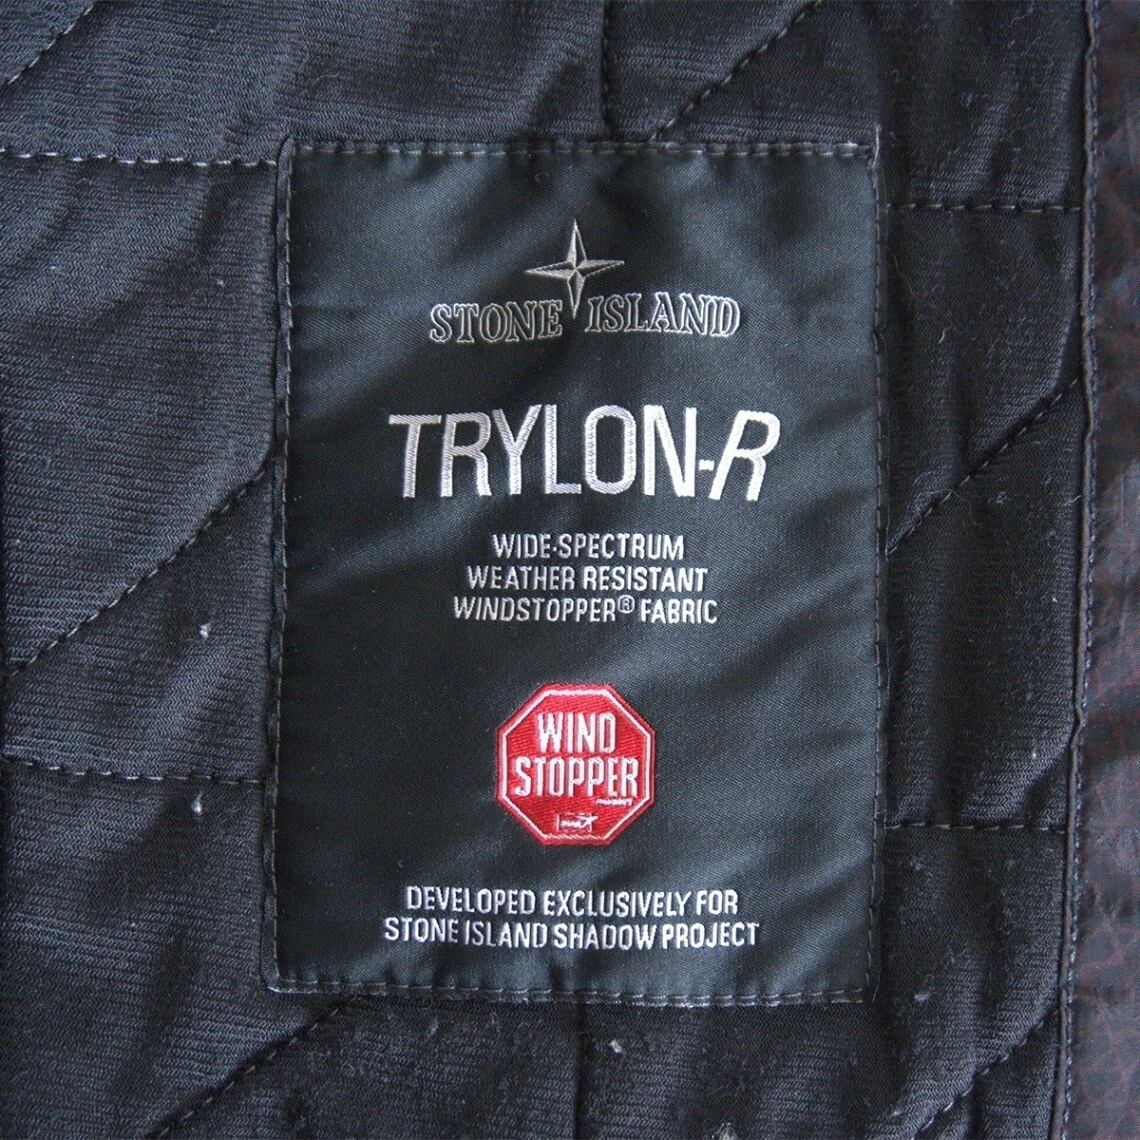 STONE ISLAND
TRYLON-R
WIDE-SPECTRUM
WEATHER RESISTANT
WINDSTOPPER® FABRIC
WIND
STOPPER
DEVELOPED EXCLUSIVELY FOR
STONE ISLAND SHADOW PROJECT